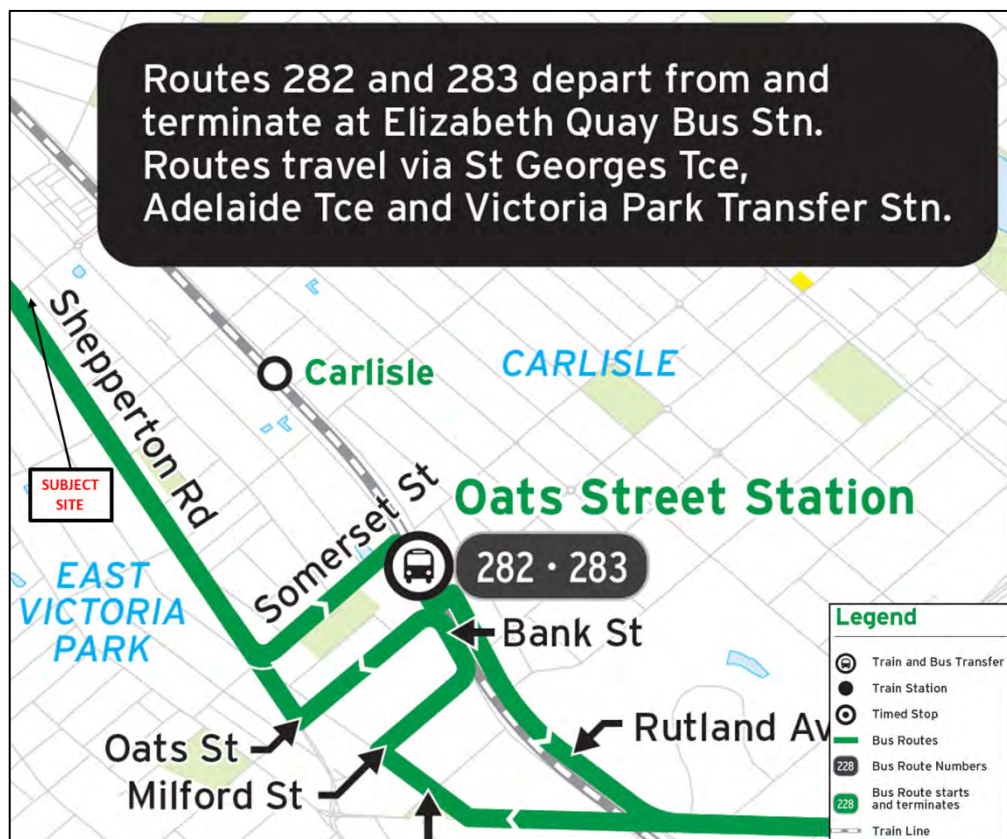 Routes 282 and 283 depart from and
terminate at Elizabeth Quay Bus Stn.
Routes travel via St Georges Tce,
Adelaide Tce and Victoria Park Transfer Stn.
Shepperton Rd
Carlisle
CARLISLE
SUBJECT
SITE
Somerset St
Oats Street Station
282 • 283
EAST
VICTORIA
PARK
Bank St
Oats St
Milford St
Rutland Av
Legend
Train and Bus Transfer
Train Station
Timed Stop
Bus Routes
228 Bus Route Numbers
228 Bus Route starts
and terminates
Train Line